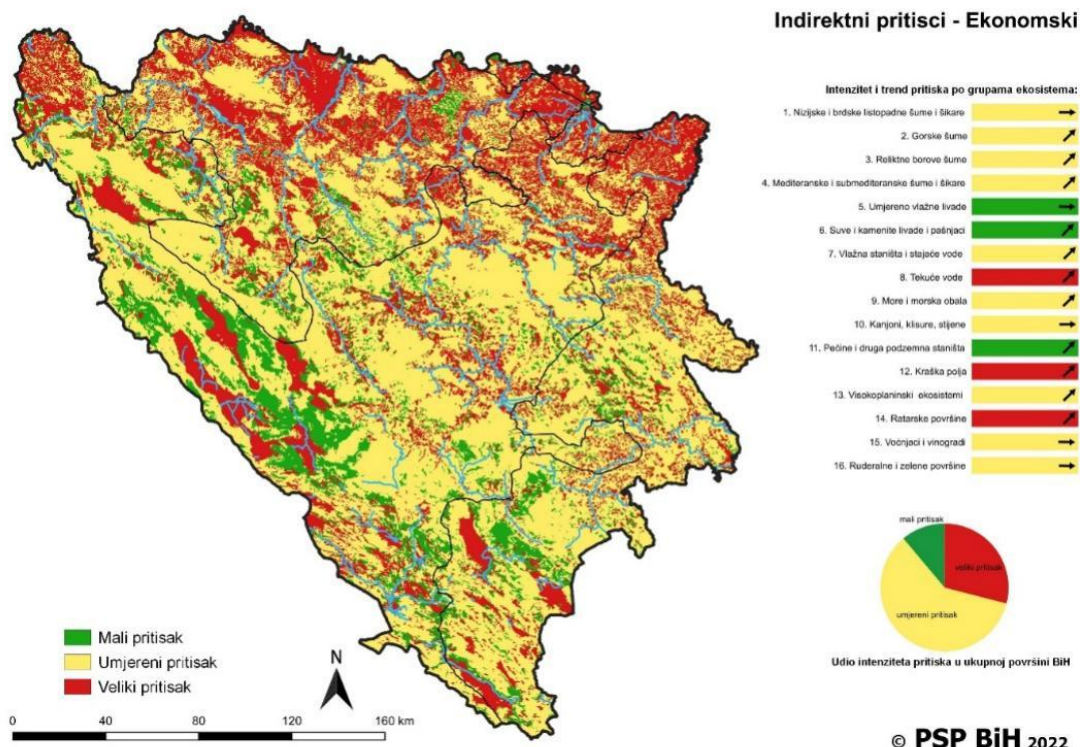 Indirektni pritisci - Ekonomski
Intenzitet i trend pritiska po grupama ekosistema:
1. Nizijske i brdske listopadne šume i šikare
2. Gorske šume
3. Reliktne borove šume
4. Mediteranske i submediteranske šume i šikare
5. Umjereno vlažne livade
6. Suve i kamenite livade i pašnjaci
7. Vlažna staništa i stajaće vode
8. Tekuće vode
9. More i morska obala
10. Kanjoni, klisure, stijene
11. Pećine i druga podzemna staništa
12. Kraška polja
13. Visokoplaninski ekosistemi
14. Ratarske površine
15. Voćnjaci i vinogradi
16. Ruderalne i zelene površine
mali pritisak
veliki pritisak
umjereni pritisak
Udio intenziteta pritiska u ukupnoj površini BiH
Mali pritisak
Umjereni pritisak
Veliki pritisak
N
0 40 80 120 160 km
© PSP BiH 2022